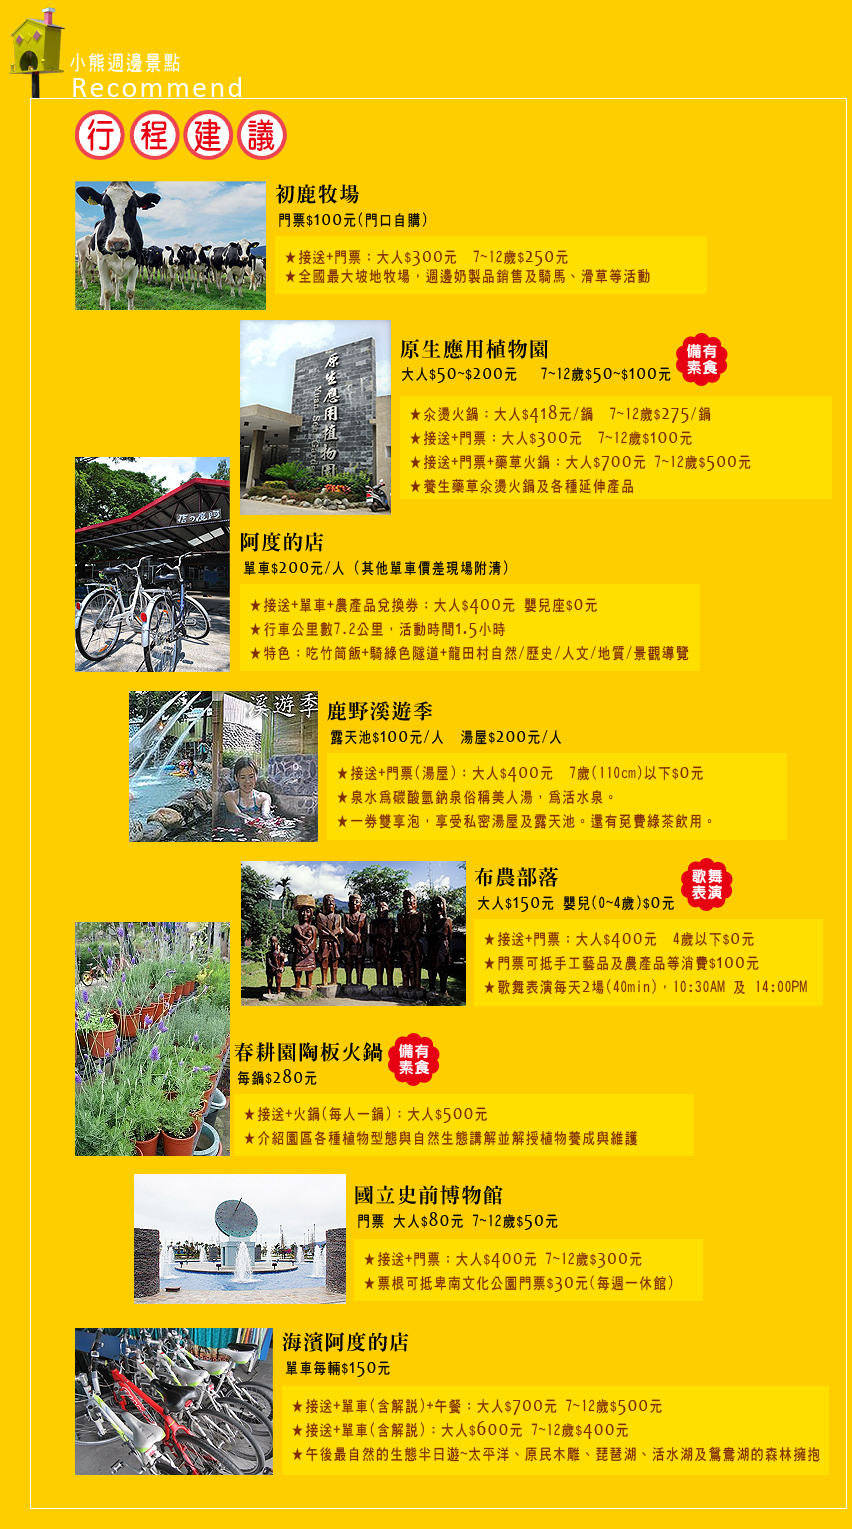 小熊週邊景點
Recommend
行程建議
初鹿牧場
門票$100元(門口自購)
★接送+門票：大人$300元　7~12歲$250元
★全國最大坡地牧場，週邊奶製品銷售及騎馬、滑草等活動
原生應用植物園
備有
素食
大人$50~$200元　7~12歲$50~$100元
★汆燙火鍋：大人$418元/鍋　7~12歲$275/鍋
★接送+門票：大人$300元　7~12歲$100元
★接送+門票+藥草火鍋：大人$700元 7~12歲$500元
★養生藥草汆燙火鍋及各種延伸產品
原生應用植物園
Yuan Sen
阿度的店
單車$200元/人 (其他單車價差現場附清)
★接送+單車+農產品兌換券：大人$400元 嬰兒座$0元
★行車公里數7.2公里，活動時間1.5小時
★特色：吃竹筒飯+騎綠色隧道+龍田村自然/歷史/人文/地質/景觀導覽
溪遊季
鹿野溪遊季
露天池$100元/人　湯屋$200元/人
★接送+門票(湯屋)：大人$400元　7歲(110cm)以下$0元
★泉水為碳酸氫鈉泉俗稱美人湯，為活水泉。
★一券雙享泡，享受私密湯屋及露天池。還有免費綠茶飲用。
布農部落
歌舞
表演
大人$150元 嬰兒(0~4歲)$0元
★接送+門票：大人$400元　4歲以下$0元
★門票可抵手工藝品及農產品等消費$100元
★歌舞表演每天2場(40min)，10:30AM 及 14:00PM
春耕園陶板火鍋
備有
素食
每鍋$280元
★接送+火鍋(每人一鍋)：大人$500元
★介紹園區各種植物型態與自然生態講解並解授植物養成與維護
國立史前博物館
門票 大人$80元 7~12歲$50元
★接送+門票：大人$400元 7~12歲$300元
★票根可抵卑南文化公園門票$30元(每週一休館)
海濱阿度的店
單車每輛$150元
★接送+單車(含解說)+午餐：大人$700元 7~12歲$500元
★接送+單車(含解說)：大人$600元 7~12歲$400元
★午後最自然的生態半日遊~太平洋、原民木雕、琵琶湖、活水湖及鴛鴦湖的森林擁抱